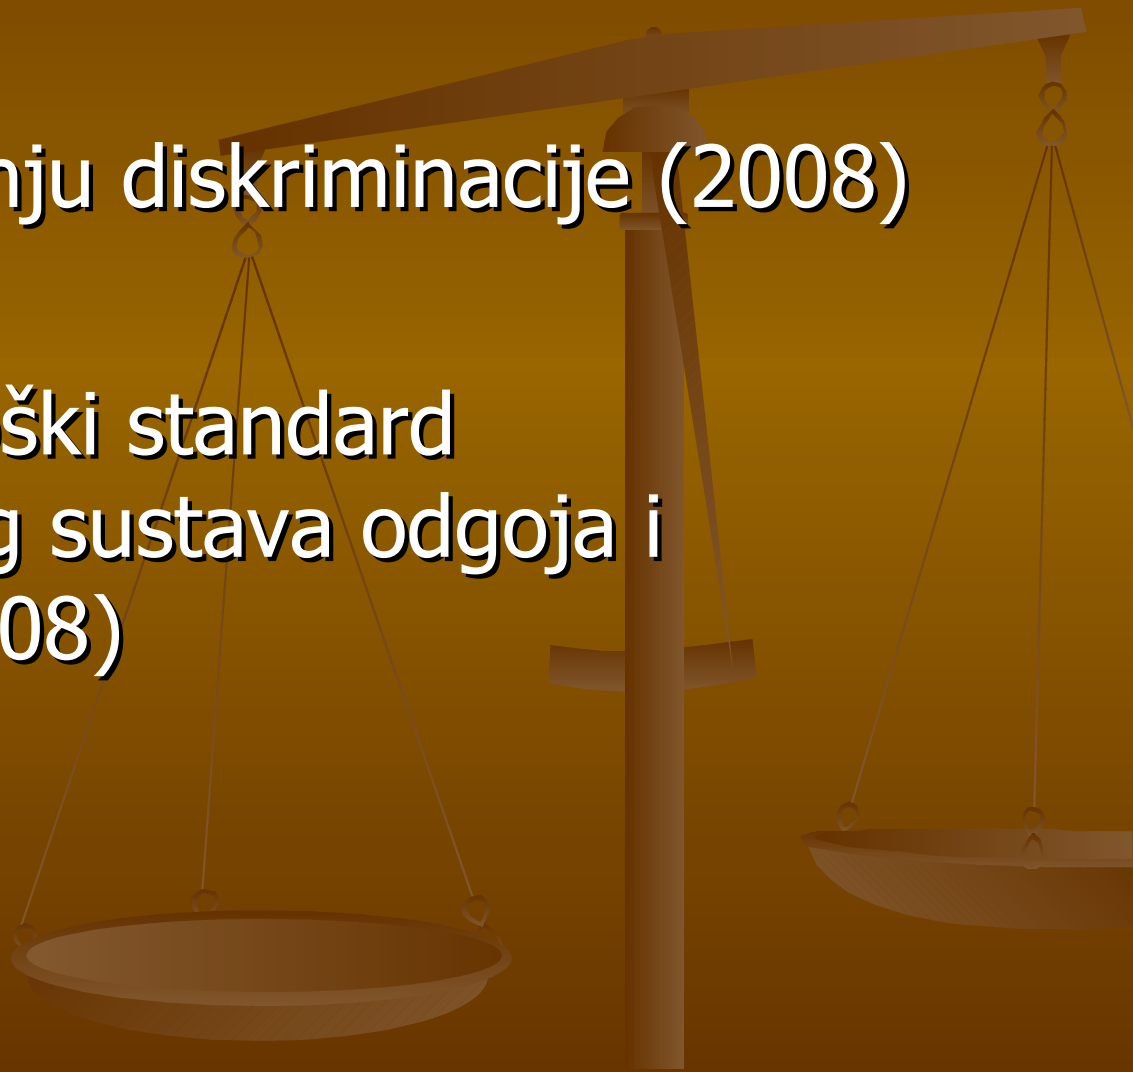 nju diskriminacije (2008)
ški standard
g sustava odgoja i
08)